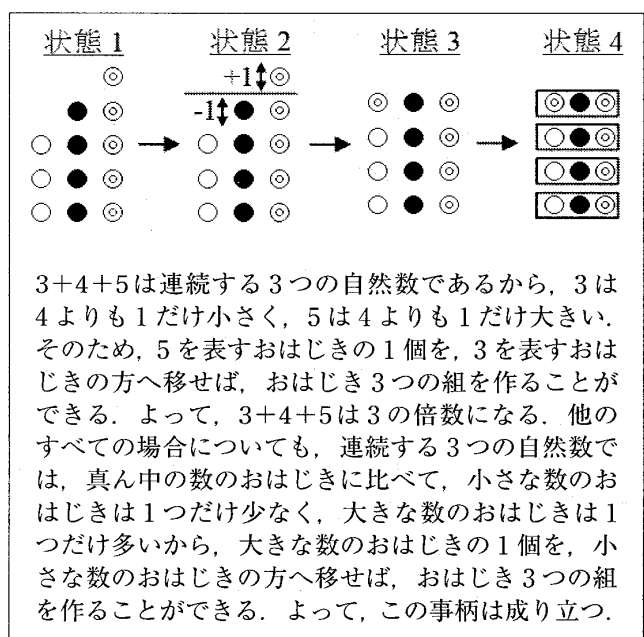 状態1 状態2 状態3 状態4
+1
-1
3+4+5は連続する3つの自然数であるから，3は
4よりも1だけ小さく，5は4よりも1だけ大きい．
そのため，5を表すおはじきの1個を，3を表すおは
じきの方へ移せば，おはじき3つの組を作ることが
できる．よって，3+4+5は3の倍数になる．他の
すべての場合についても，連続する3つの自然数で
は，真ん中の数のおはじきに比べて，小さな数のお
はじきは1つだけ少なく，大きな数のおはじきは1
つだけ多いから，大きな数のおはじきの1個を，小
さな数のおはじきの方へ移せば，おはじき3つの組
を作ることができる．よって，この事柄は成り立つ．